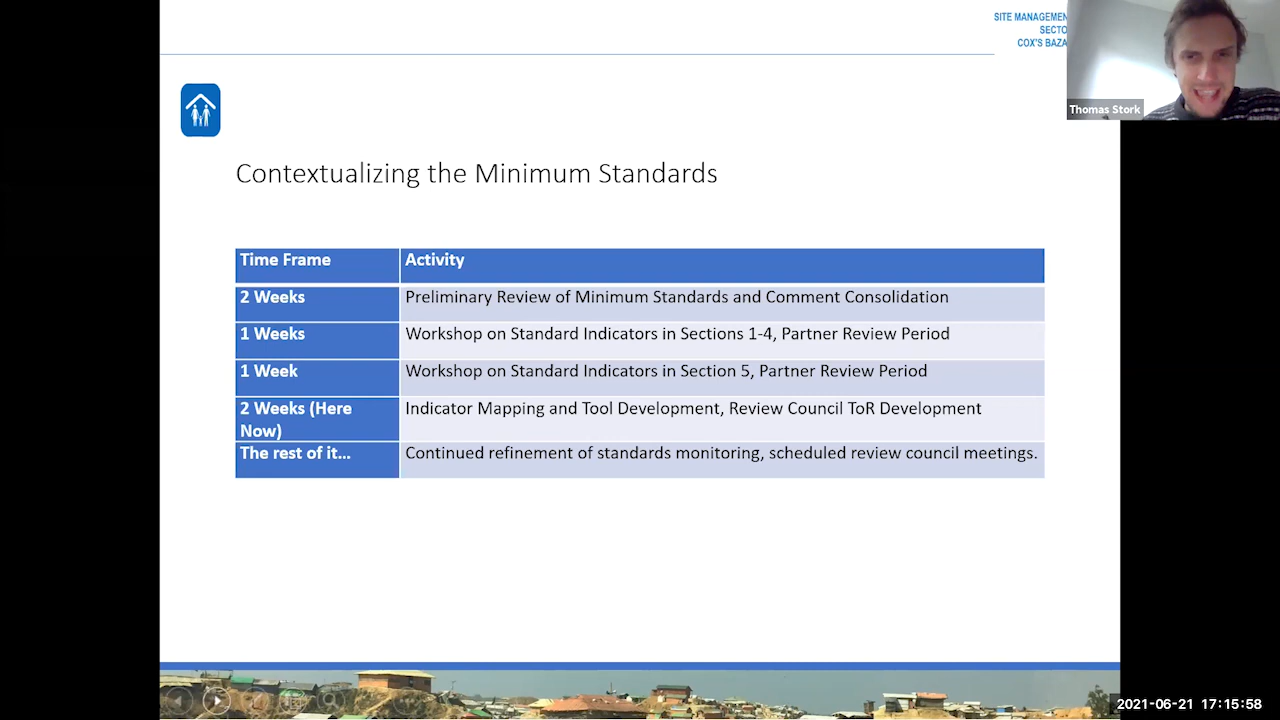 SITE MANAGEMEN
SECTO
COX'S BAZA
Thomas Stork
Contextualizing the Minimum Standards
Time Frame Activity
2 Weeks Preliminary Review of Minimum Standards and Comment Consolidation
1 Weeks Workshop on Standard Indicators in Sections 1-4, Partner Review Period
1 Week Workshop on Standard Indicators in Section 5, Partner Review Period
2 Weeks (Here Indicator Mapping and Tool Development, Review Council ToR Development
Now)
The rest of it... Continued refinement of standards monitoring, scheduled review council meetings.
2021-06-21 17:15:58